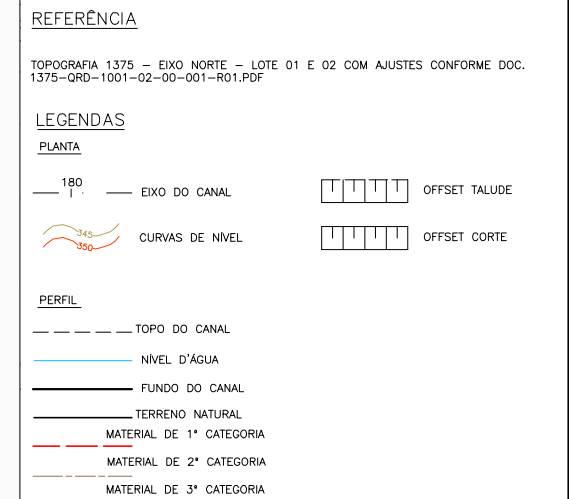 REFERÊNCIA
TOPOGRAFIA 1375 – EIXO NORTE – LOTE 01 E 02 COM AJUSTES CONFORME DOC.
1375-QRD-1001-02-00-001-R01.PDF
LEGENDAS
PLANTA
180
EIXO DO CANAL
OFFSET TALUDE
345
350
CURVAS DE NÍVEL
OFFSET CORTE
PERFIL
TOPO DO CANAL
NÍVEL D'ÁGUA
FUNDO DO CANAL
TERRENO NATURAL
MATERIAL DE 1ª CATEGORIA
MATERIAL DE 2ª CATEGORIA
MATERIAL DE 3ª CATEGORIA